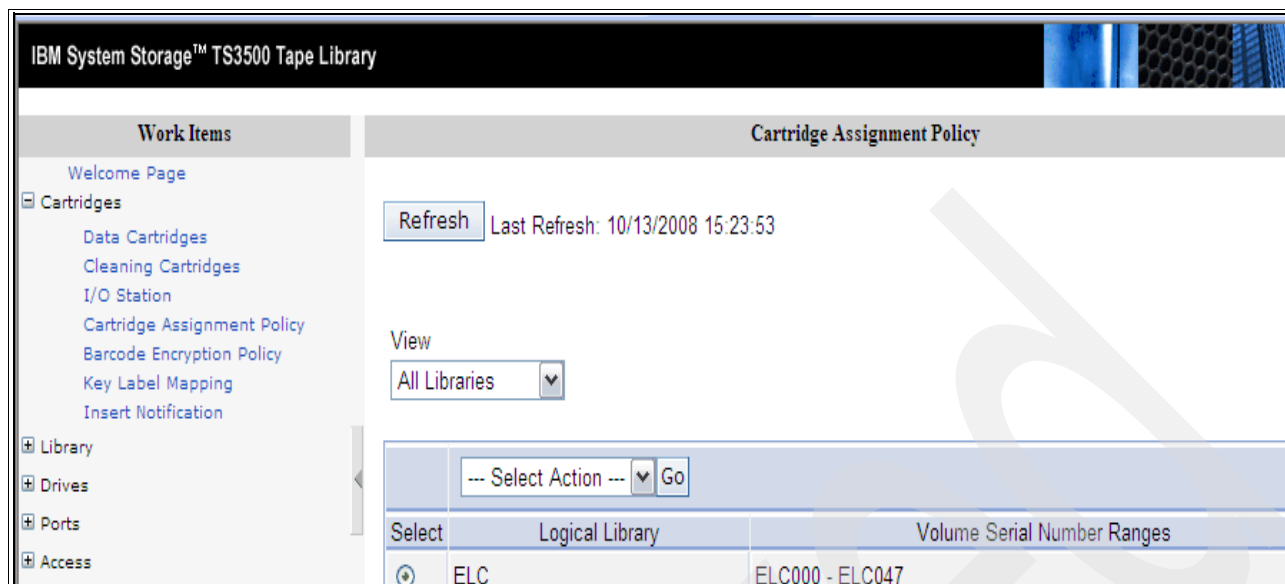 IBM System Storage™ TS3500 Tape Library
Work Items
Welcome Page
Cartridges
Data Cartridges
Cleaning Cartridges
I/O Station
Cartridge Assignment Policy
Barcode Encryption Policy
Key Label Mapping
Insert Notification
Library
Drives
Ports
Access
Cartridge Assignment Policy
Refresh Last Refresh: 10/13/2008 15:23:53
View
All Libraries
--- Select Action --- Go
Select Logical Library Volume Serial Number Ranges
ELC ELC000 - ELC047